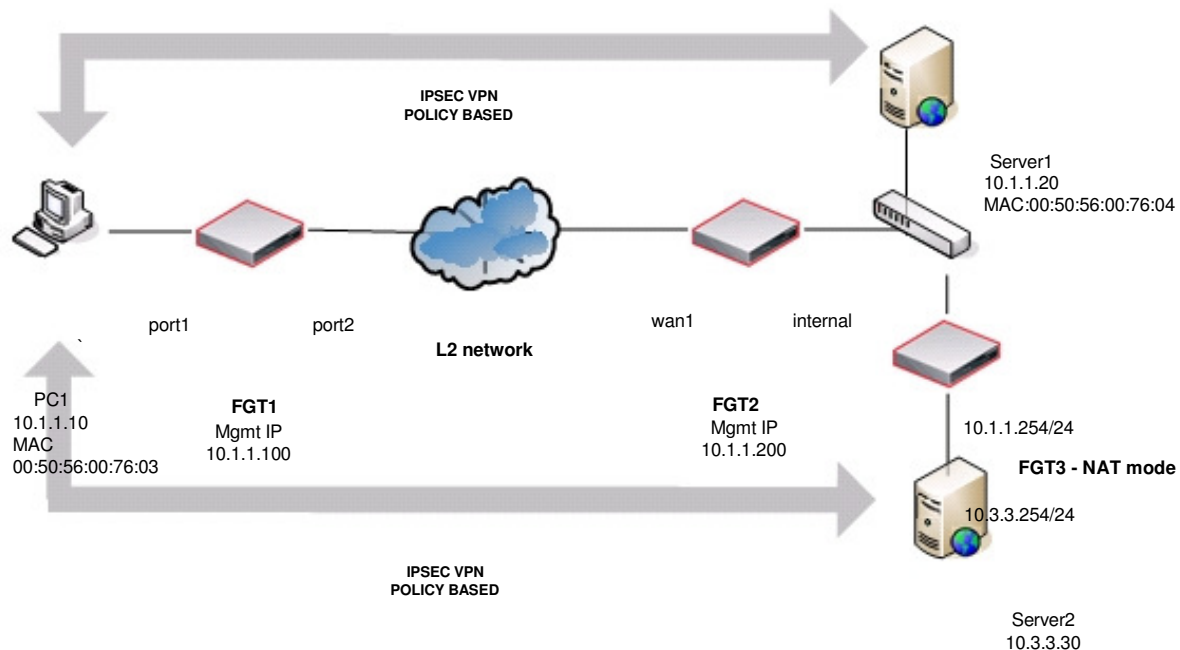 IPSEC VPN
POLICY BASED
Server1
10.1.1.20
MAC:00:50:56:00:76:04
port1
port2
wan1
internal
L2 network
`
PC1
10.1.1.10
MAC
00:50:56:00:76:03
FGT1
Mgmt IP
10.1.1.100
FGT2
Mgmt IP
10.1.1.200
10.1.1.254/24
FGT3 - NAT mode
10.3.3.254/24
IPSEC VPN
POLICY BASED
Server2
10.3.3.30